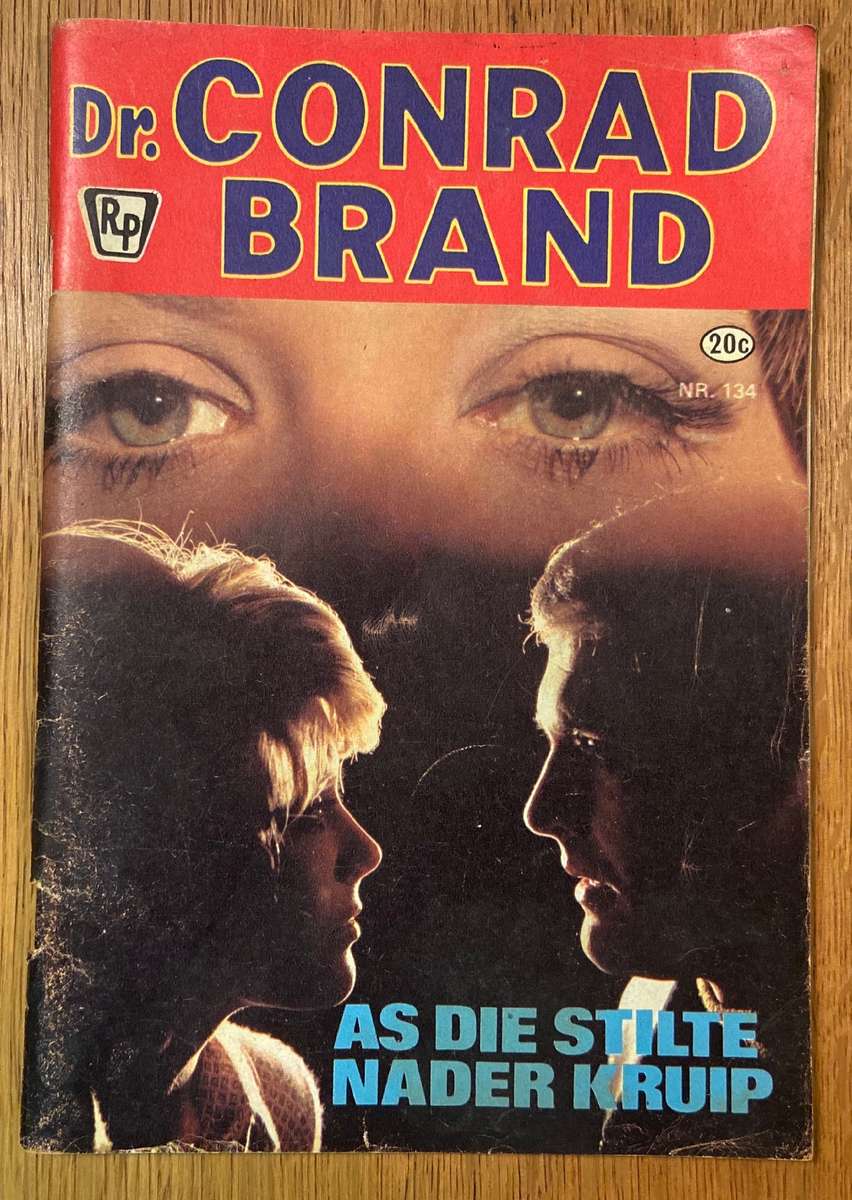 Dr. CONRAD
BRAND
RP
20c
NR. 134
AS DIE STILTE
NADER KRUIP